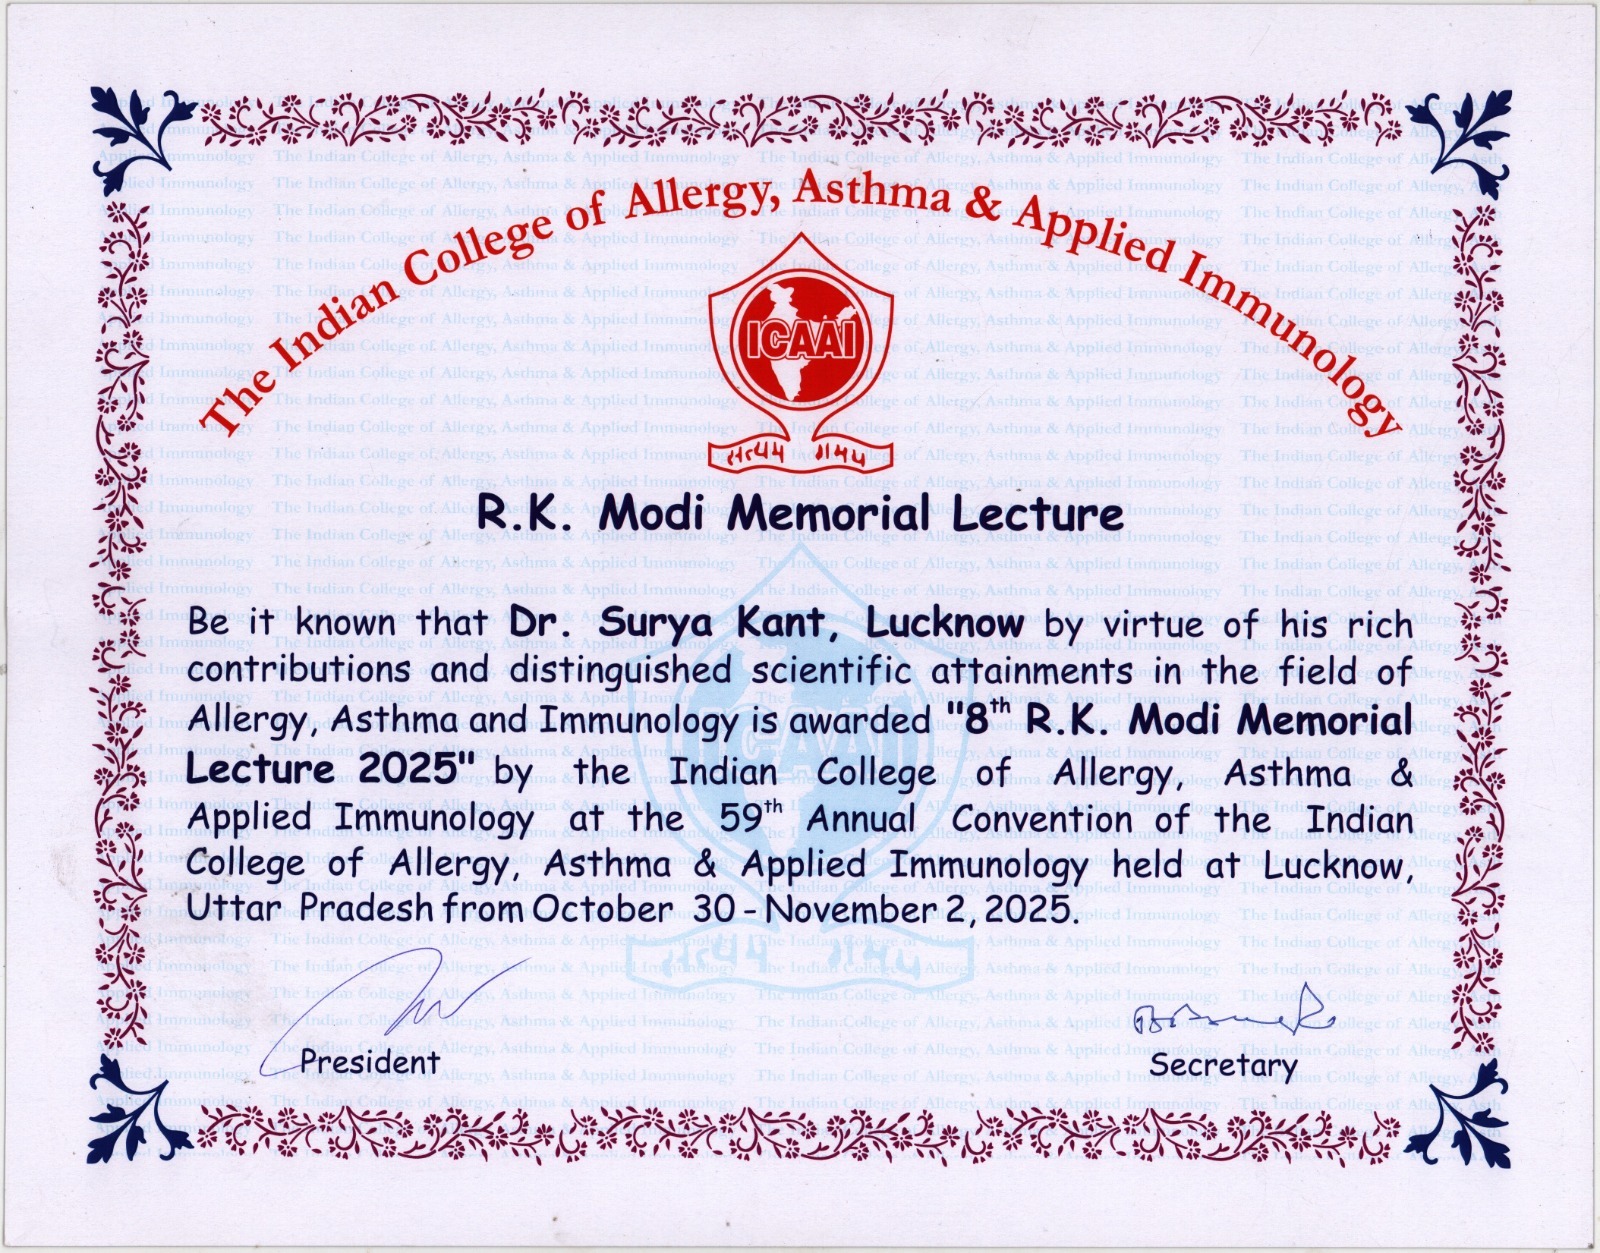 The Indian College of Allergy, Asthma & Applied Immunology
ICAAI
R.K. Modi Memorial Lecture
Be it known that Dr. Surya Kant, Lucknow by virtue of his rich
contributions and distinguished scientific attainments in the field of
Allergy, Asthma and Immunology is awarded "8th R.K. Modi Memorial
Lecture 2025" by the Indian College of Allergy, Asthma &
Applied Immunology at the 59th Annual Convention of the Indian
College of Allergy, Asthma & Applied Immunology held at Lucknow,
Uttar Pradesh from October 30 - November 2, 2025.
President
Secretary